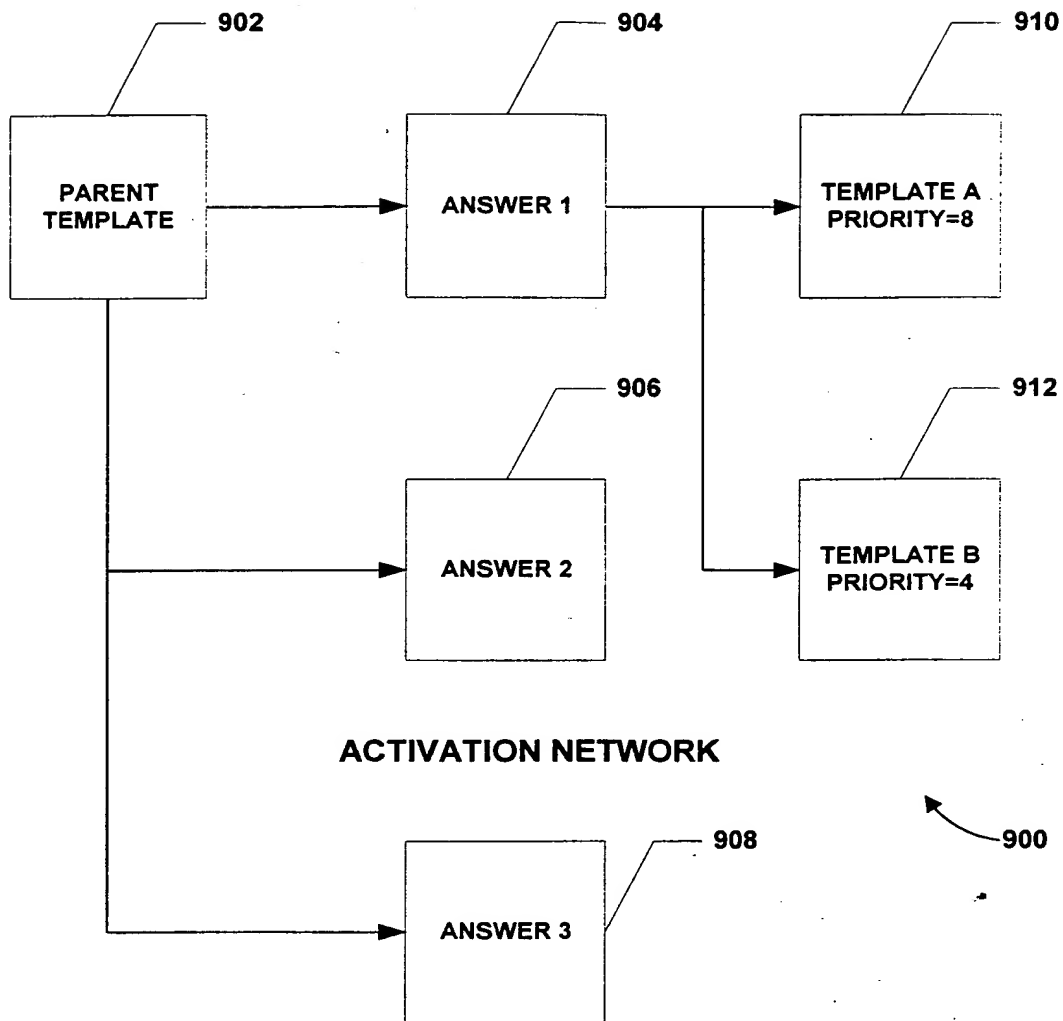 902
904
910
PARENT
TEMPLATE
ANSWER 1
TEMPLATE A
PRIORITY=8
906
912
ANSWER 2
TEMPLATE B
PRIORITY=4
ACTIVATION NETWORK
908
900
ANSWER 3